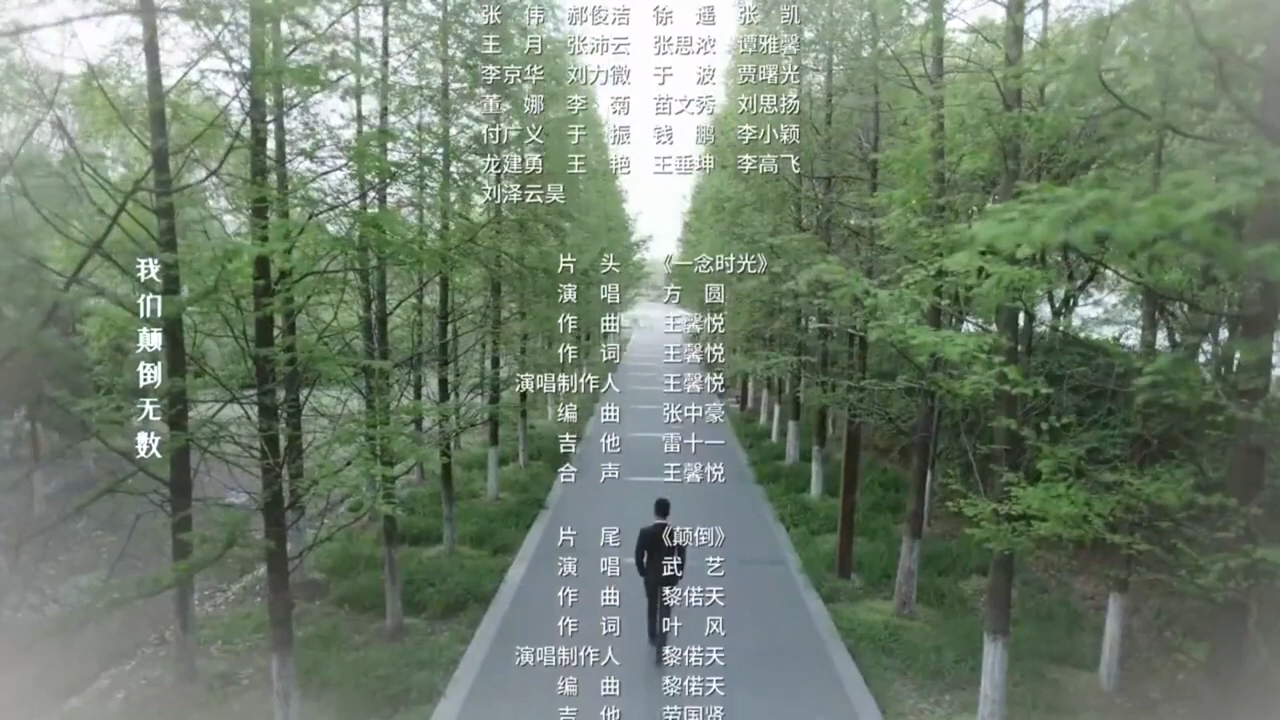 张伟 郝俊洁 徐遥 张凯
王月 张沛云 张思浓 谭雅馨
李京华 刘力微 于波 贾曙光
董娜 李菊 苗文秀 刘思扬
付广义 于振 钱鹏 李小颖
龙建勇 王艳 王垂坤 李高飞
刘泽云昊
片头 《一念时光》
演唱 方圆
作曲 王馨悦
作词 王馨悦
演唱制作人 王馨悦
编曲 张中豪
吉他 雷十一
合声 王馨悦
片尾 《颠倒》
演唱 武艺
作曲 黎偌天
作词 叶风
演唱制作人 黎偌天
编曲 黎偌天
吉他 劳国贤
我们颠倒无数